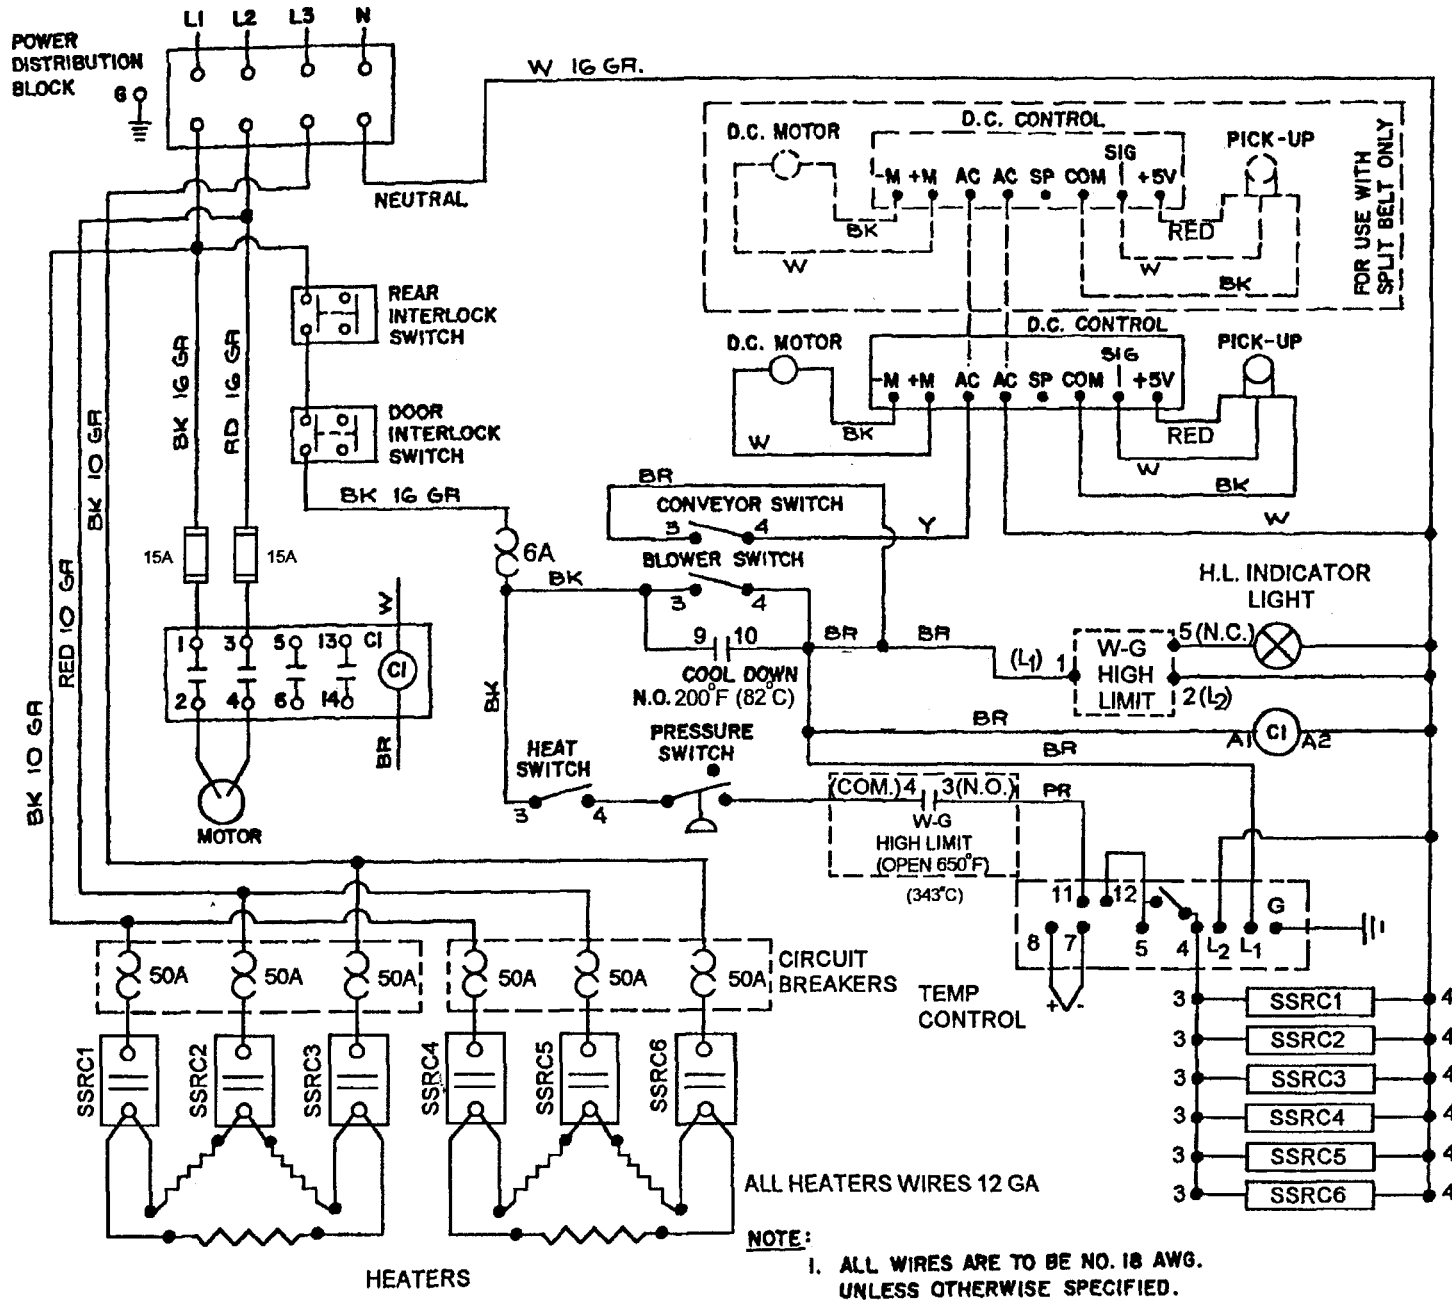 L1 L2 L3 N
POWER
DISTRIBUTION
BLOCK
G
W 16 GR.
NEUTRAL
D.C. MOTOR
D.C. CONTROL
SIG
PICK-UP
-M +M AC AC SP COM +5V
BK
RED
W
W
BK
FOR USE WITH
SPLIT BELT ONLY
REAR
INTERLOCK
SWITCH
D.C. MOTOR
D.C. CONTROL
SIG
PICK-UP
-M +M AC AC SP COM +5V
BK
RED
W
W
BK
W
DOOR
INTERLOCK
SWITCH
BK 16 GR
RD 16 GR
BK 10 GR
RED 10 GR
BK 10 GR
BK 16 GR
BR
CONVEYOR SWITCH
3 4
Y
15A
15A
6A
BK
BLOWER SWITCH
3 4
H.L. INDICATOR
LIGHT
W
1 3 5 13 C1
C1
2 4 6 14
BR
MOTOR
9 10
BR
BR
COOL DOWN
N.O. 200°F (82°C)
(L1) 1
W-G
HIGH
LIMIT
5(N.C.)
2(L2)
BK
BR
A1 C1 A2
BR
HEAT
SWITCH
3 4
PRESSURE
SWITCH
(COM.) 4 3(N.O.)
W-G
HIGH LIMIT
(OPEN 650°F)
(343°C)
PR
11 12
G
8 7 5 4 L2 L1
+ -
TEMP
CONTROL
50A 50A 50A 50A 50A 50A
CIRCUIT
BREAKERS
SSRC1
SSRC2
SSRC3
SSRC4
SSRC5
SSRC6
3 SSRC1 4
3 SSRC2 4
3 SSRC3 4
3 SSRC4 4
3 SSRC5 4
3 SSRC6 4
ALL HEATERS WIRES 12 GA
HEATERS
NOTE:
1. ALL WIRES ARE TO BE NO. 18 AWG.
UNLESS OTHERWISE SPECIFIED.